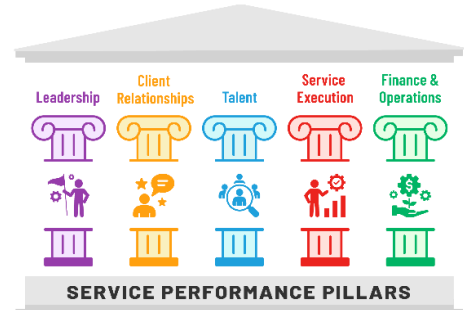 Leadership
Client
Relationships
Talent
Service
Execution
Finance &
Operations
$
SERVICE PERFORMANCE PILLARS